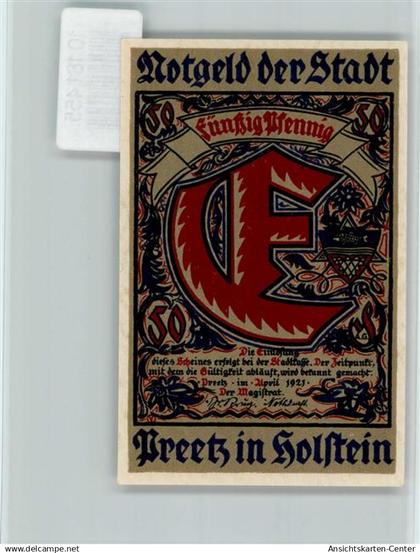 Notgeld der Stadt
50 Fünfzig Pfennig 50
E
50
Die Einlösung
dieses Scheines erfolgt bei der Stadtkasse. Der Zeitpunkt,
mit dem die Gültigkeit abläuft, wird bekannt gemacht.
Preetz · im · April 1921 ·
Der Magistrat.
Preetz in Holstein
www.delcampe.net
Ansichtskarten-Center